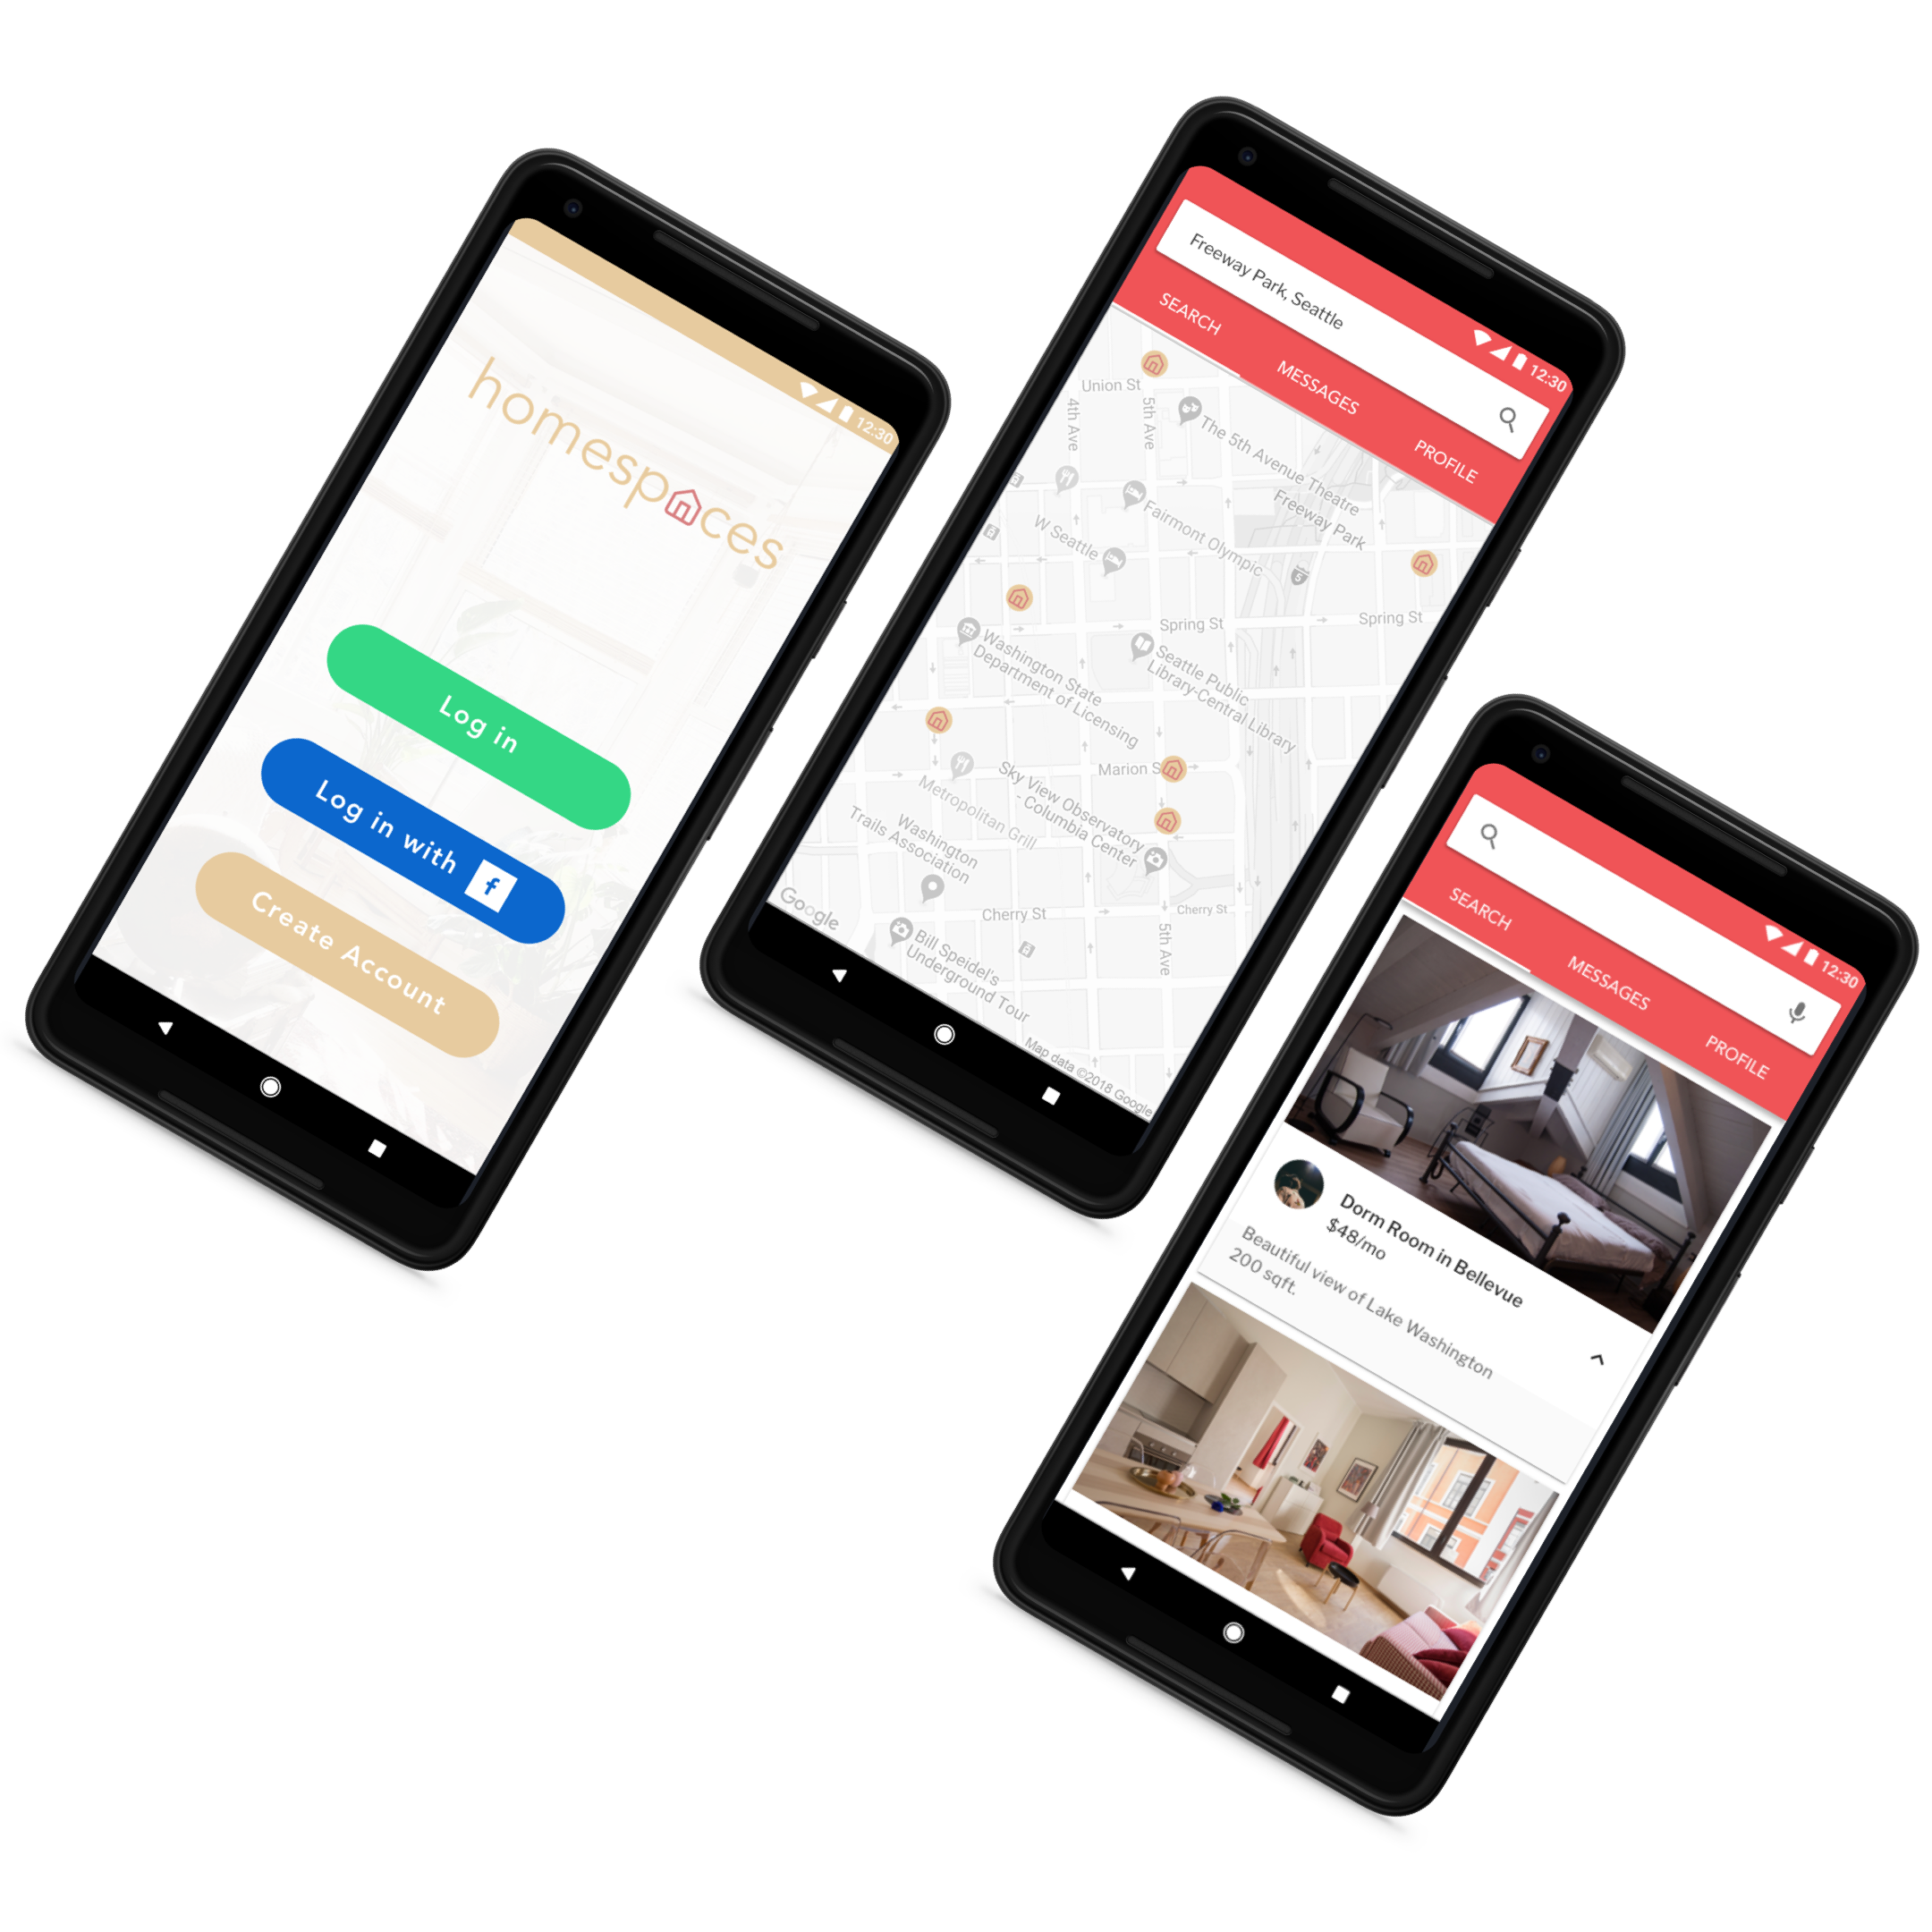 12:30
homespaces
Log in
Log in with f
Create Account
12:30
Freeway Park, Seattle
SEARCH
MESSAGES
PROFILE
Union St
4th Ave
5th Ave
The 5th Avenue Theatre
Freeway Park
Fairmont Olympic
W Seattle
5
Spring St
Spring St
Washington State
Department of Licensing
Seattle Public
Library-Central Library
Marion S
Sky View Observatory
- Columbia Center
Metropolitan Grill
Washington
Trails Association
Cherry St
Cherry St
5th Ave
Google
Bill Speidel's
Underground Tour
Map data ©2018 Google
12:30
SEARCH
MESSAGES
PROFILE
Dorm Room in Bellevue
$48/mo
Beautiful view of Lake Washington
200 sqft.